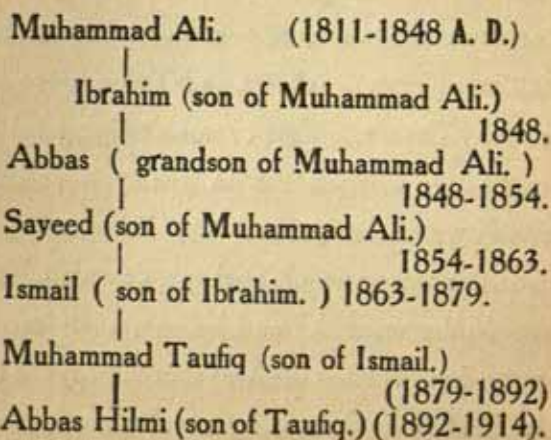 Muhammad Ali. (1811-1848 A. D.)
Ibrahim (son of Muhammad Ali.)
1848.
Abbas ( grandson of Muhammad Ali. )
1848-1854.
Sayeed (son of Muhammad Ali.)
1854-1863.
Ismail ( son of Ibrahim. ) 1863-1879.
Muhammad Taufiq (son of Ismail.)
(1879-1892)
Abbas Hilmi (son of Taufiq.) (1892-1914).